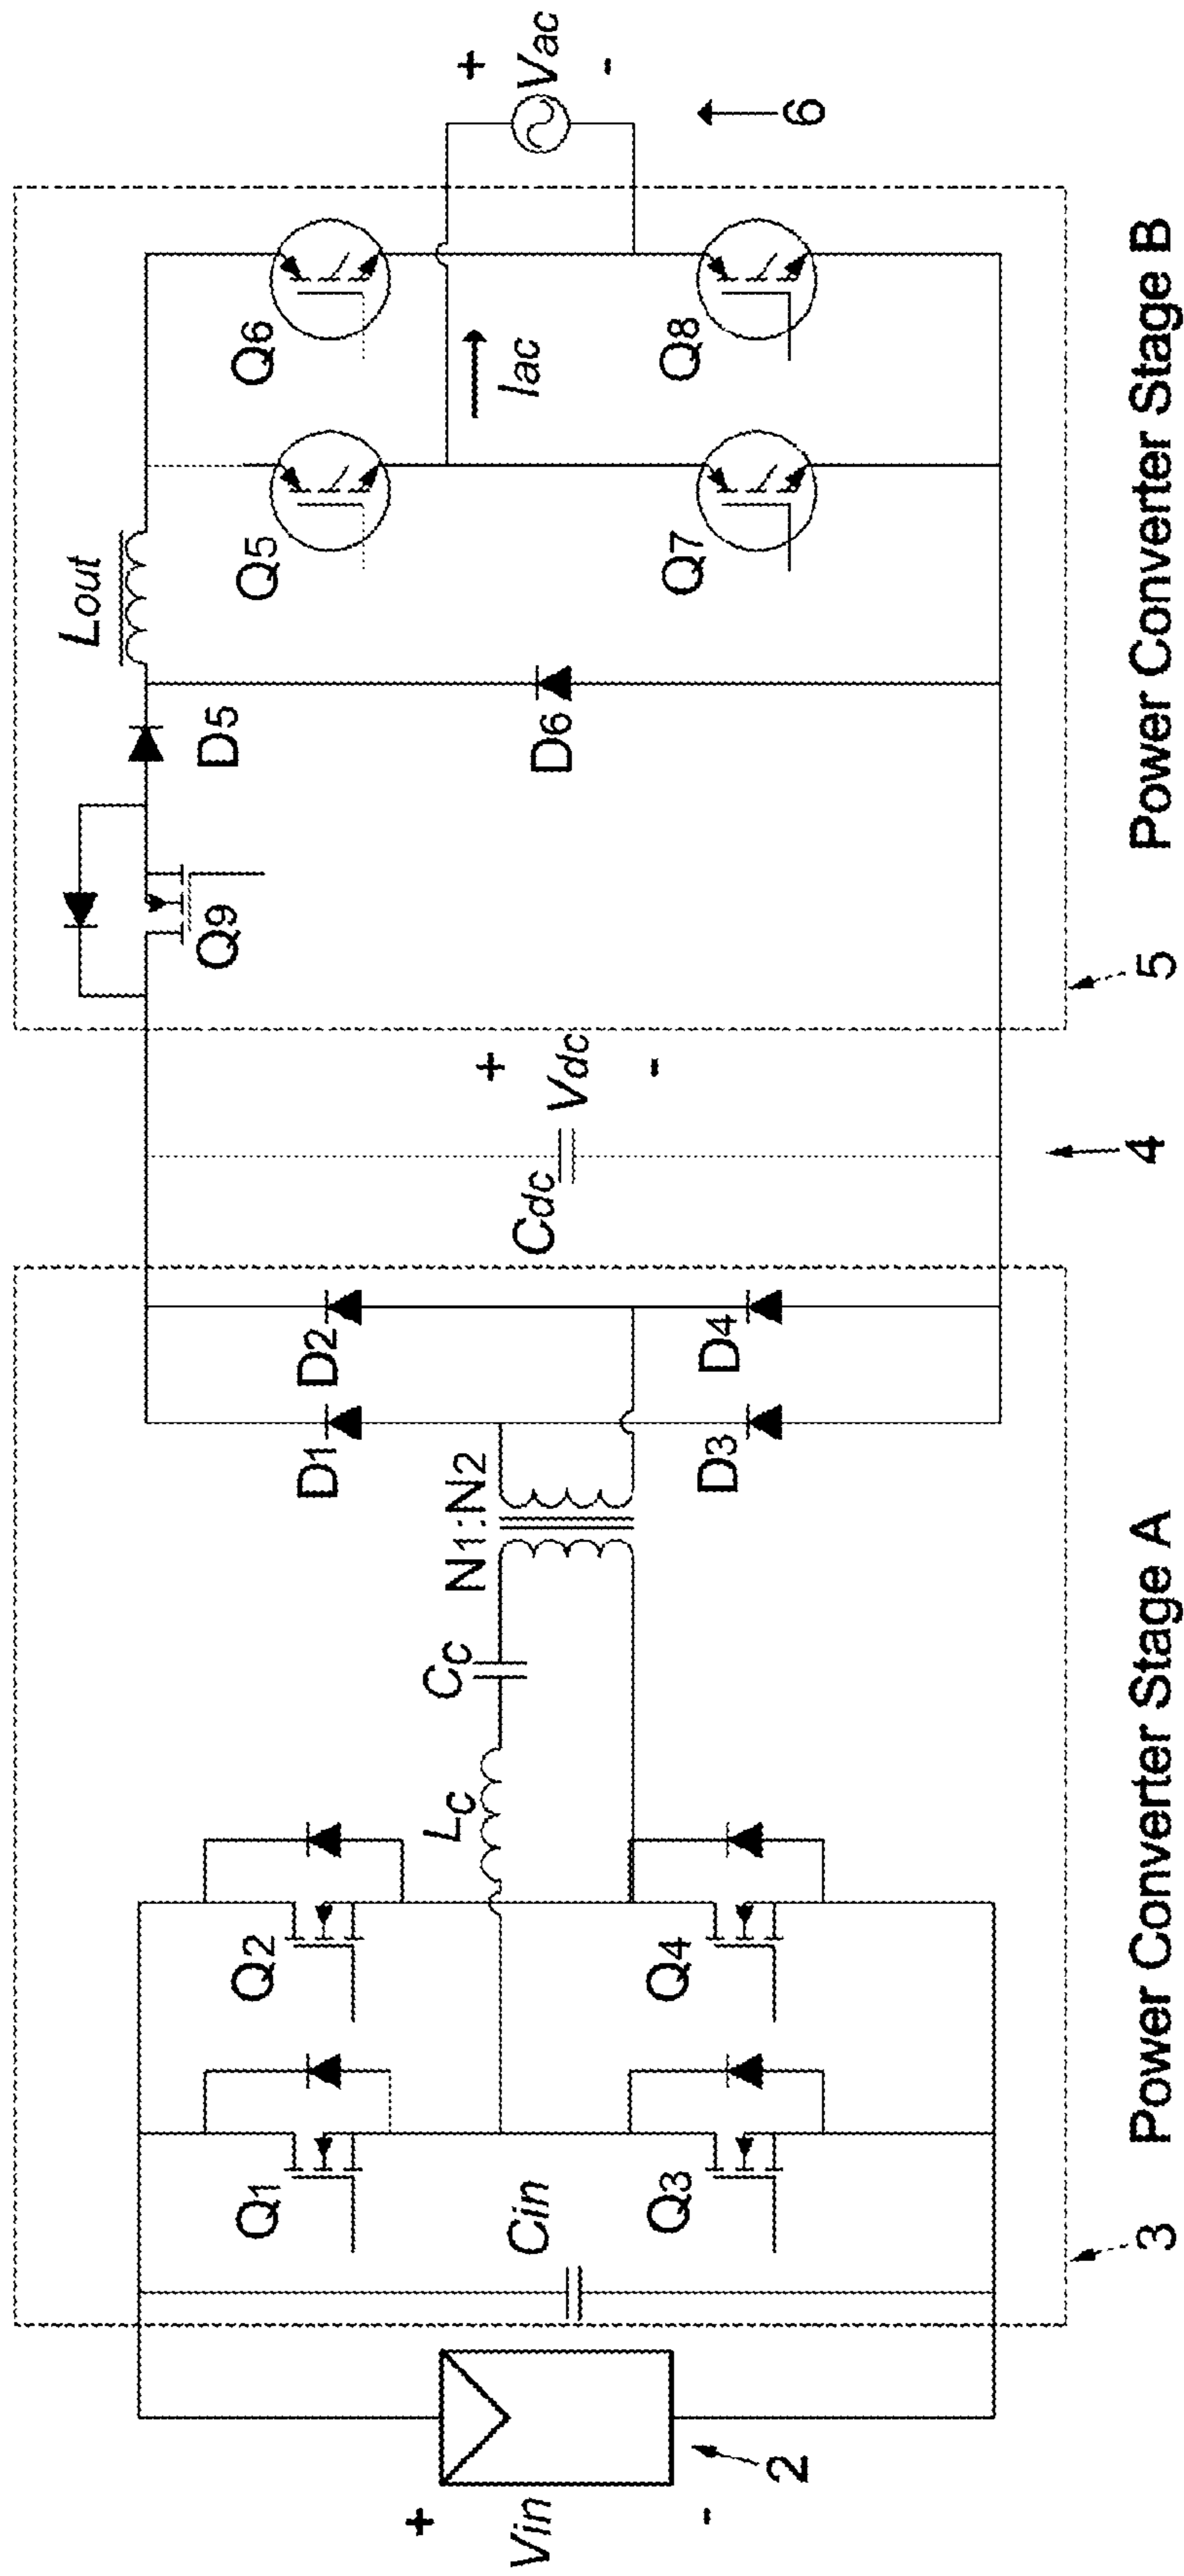 +
Vin
-
2
Cin
Q1
Q3
Q2
Q4
Lc
Cc
N1:N2
D1
D2
D3
D4
3
Power Converter Stage A
Cdc
+
Vdc
-
4
Q9
D5
D6
Lout
Q5
Q6
Q7
Q8
Iac
5
Power Converter Stage B
+
Vac
-
6